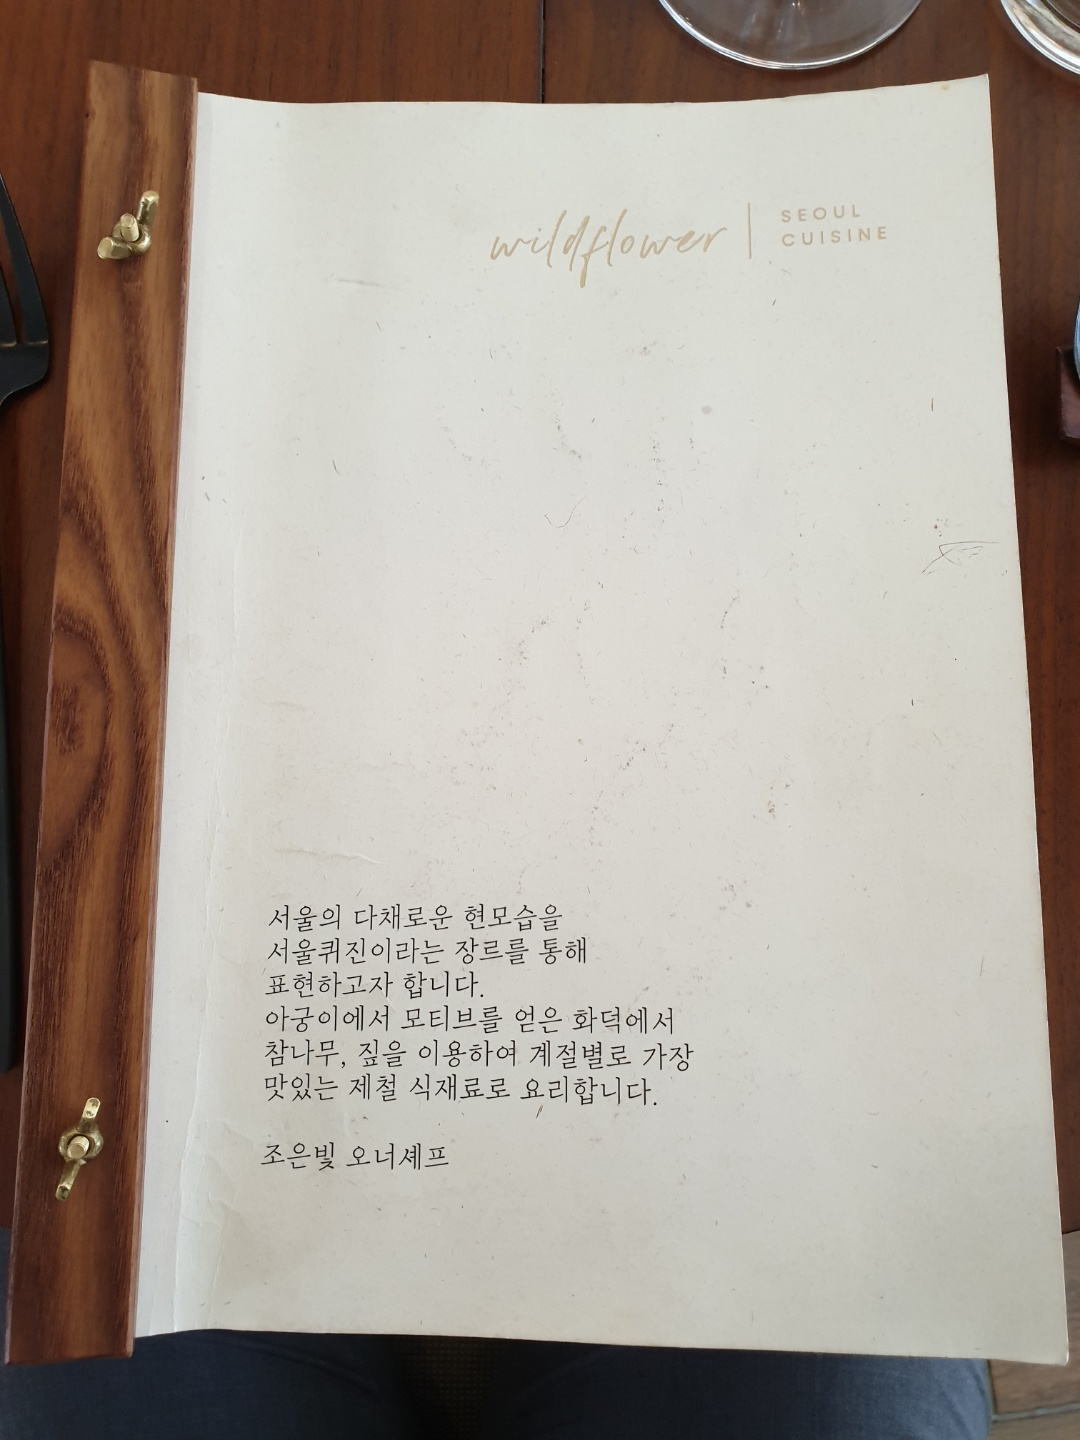 wildflower
SEOUL
CUISINE
서울의 다채로운 현모습을
서울퀴진이라는 장르를 통해
표현하고자 합니다.
아궁이에서 모티브를 얻은 화덕에서
참나무, 짚을 이용하여 계절별로 가장
맛있는 제철 식재료로 요리합니다.
조은빛 오너셰프